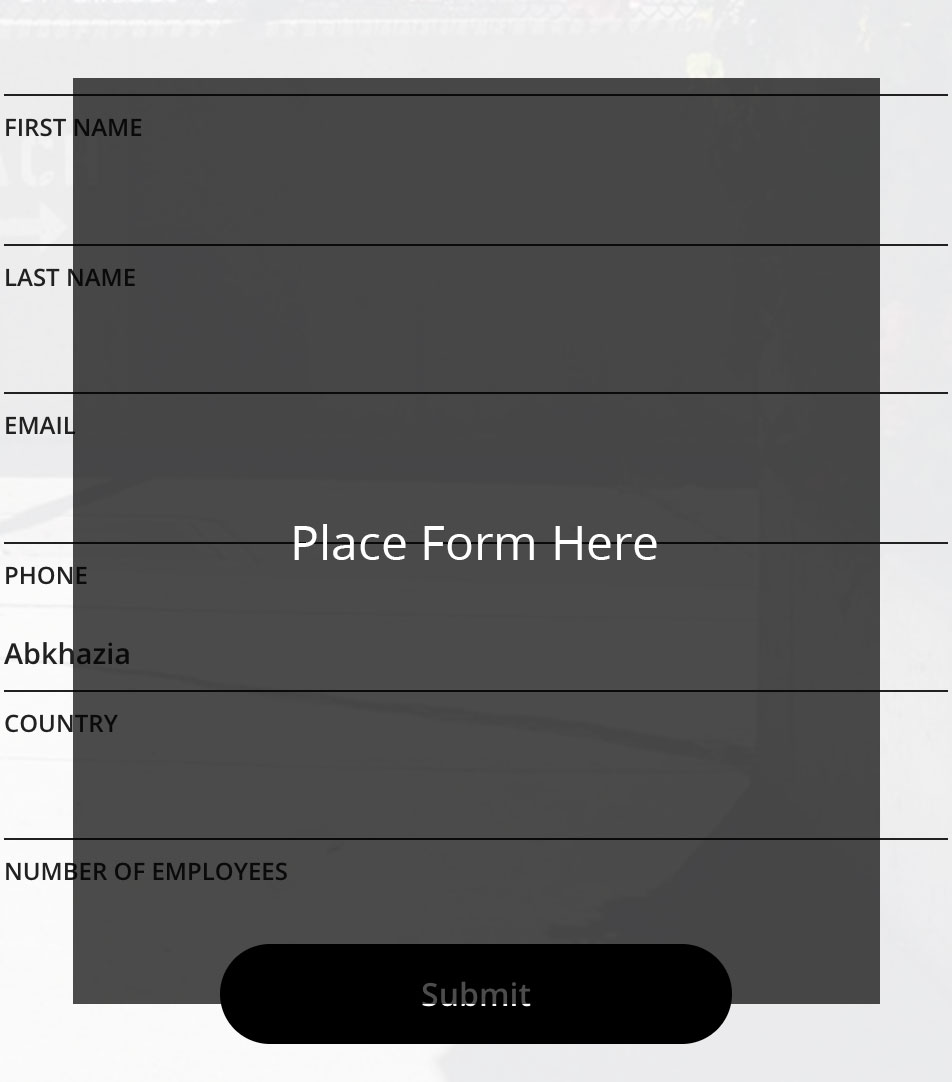 FIRST NAME
LAST NAME
EMAIL
Place Form Here
PHONE
Abkhazia
COUNTRY
NUMBER OF EMPLOYEES
Submit